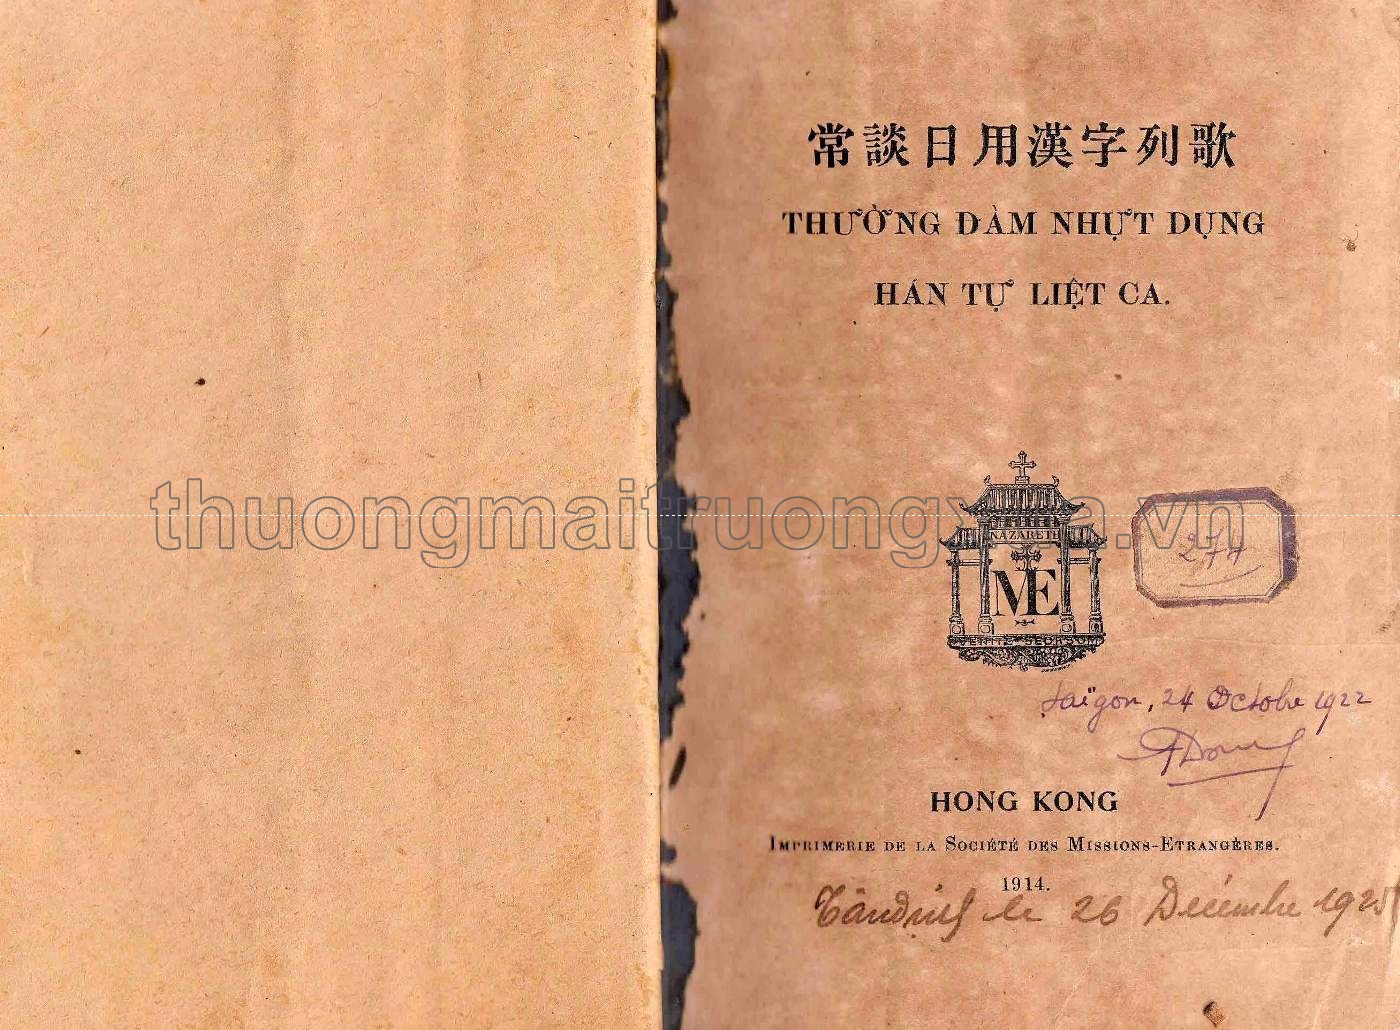 常談日用漢字列歌
THƯỜNG ĐÀM NHỰT DỤNG
HÁN TỰ LIỆT CA.
thuongmaitruongxua.vn
NAZARETH
ME
277
Saïgon, 24 Octobre 1922
HONG KONG
IMPRIMERIE DE LA SOCIÉTÉ DES MISSIONS-ETRANGÈRES.
1914.
le 26 Décembre 1925